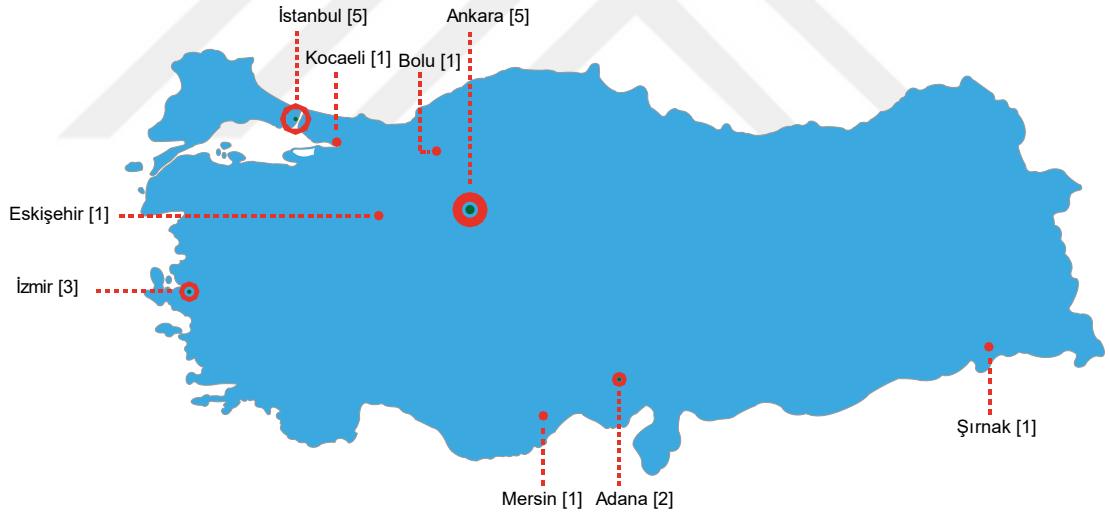 İstanbul [5]
Ankara [5]
Kocaeli [1]
Bolu [1]
Eskişehir [1]
İzmir [3]
Şırnak [1]
Mersin [1]
Adana [2]